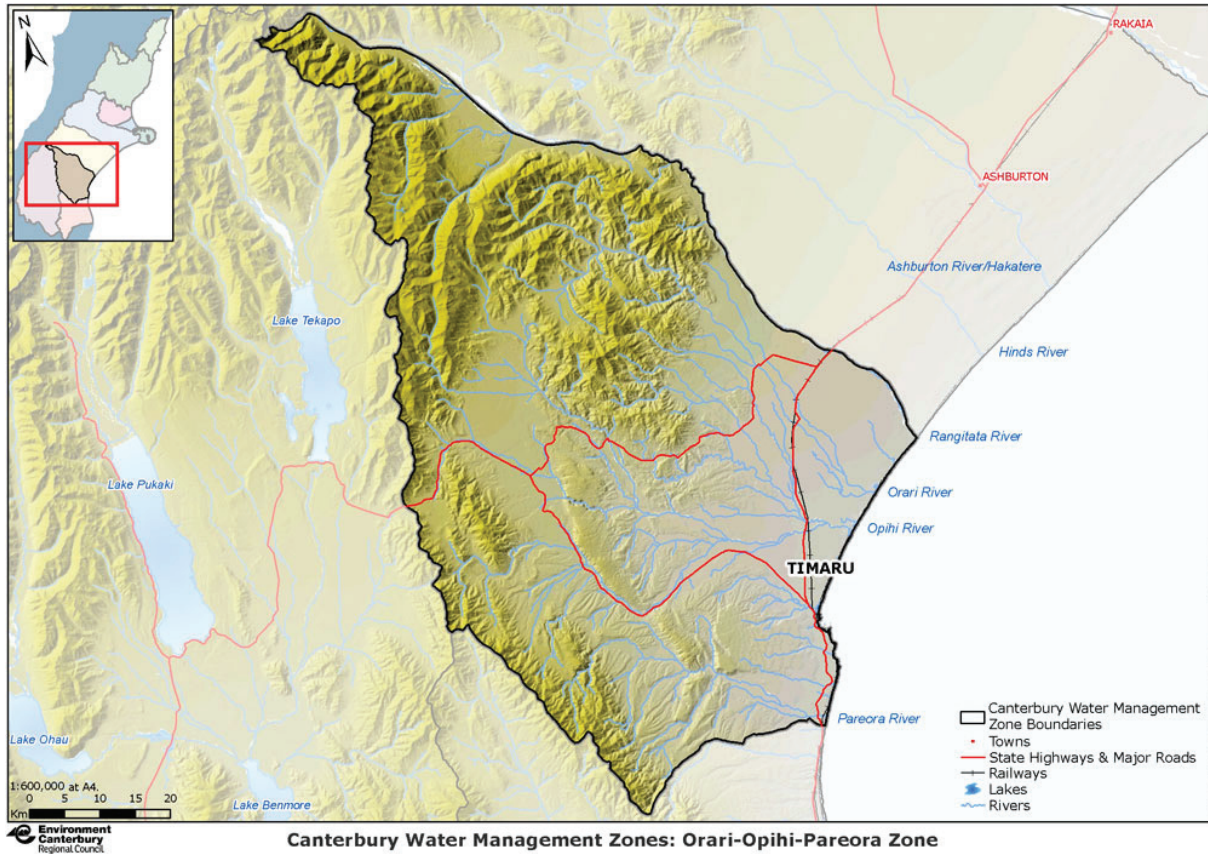 N
RAKAIA
ASHBURTON
Ashburton River/Hakatere
Lake Tekapo
Hinds River
Rangitata River
Lake Pukaki
Orari River
Opihi River
TIMARU
Pareora River
Lake Ohau
Lake Benmore
1:600,000 at A4.
0 5 10 15 20
Km
Canterbury Water Management
Zone Boundaries
Towns
State Highways & Major Roads
Railways
Lakes
Rivers
Environment
Canterbury
Regional Council
Canterbury Water Management Zones: Orari-Opihi-Pareora Zone